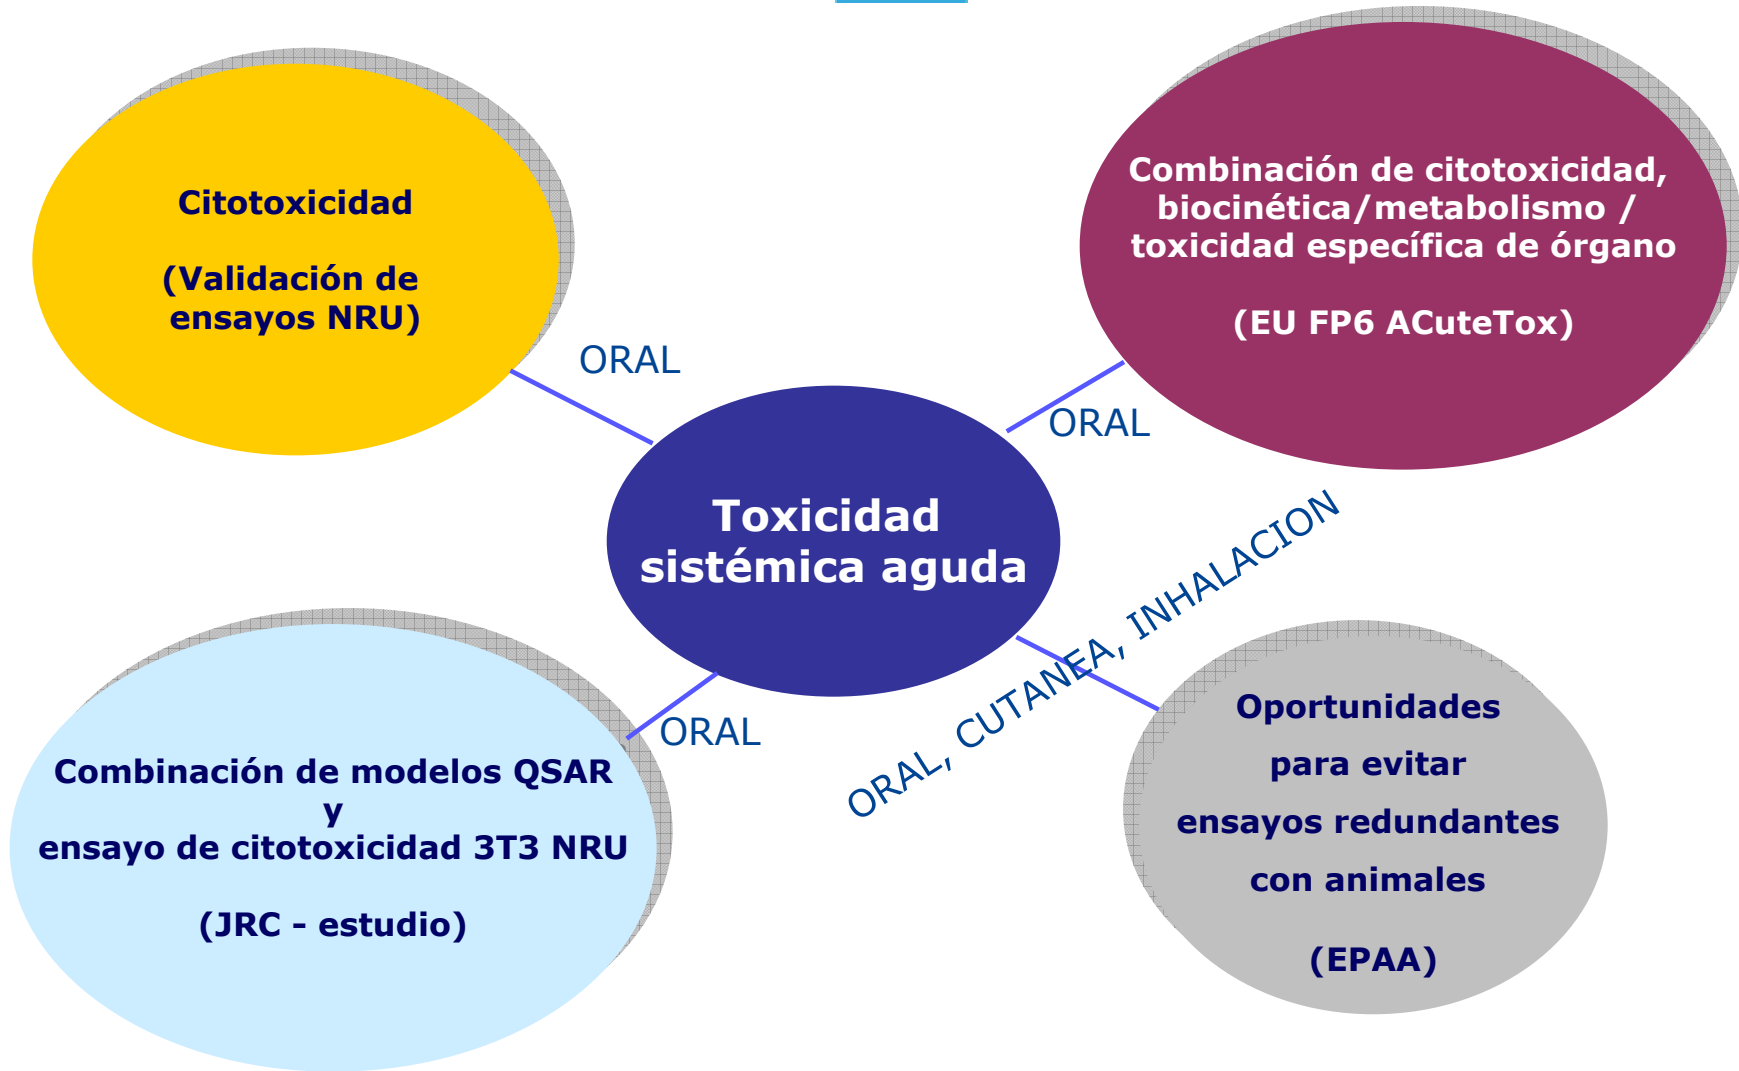 Citotoxicidad
(Validación de
ensayos NRU)
ORAL
Combinación de citotoxicidad,
biocinética/metabolismo /
toxicidad específica de órgano
(EU FP6 ACuteTox)
ORAL
Toxicidad
sistémica aguda
Combinación de modelos QSAR
y
ensayo de citotoxicidad 3T3 NRU
(JRC - estudio)
ORAL
ORAL, CUTANEA, INHALACION
Oportunidades
para evitar
ensayos redundantes
con animales
(EPAA)